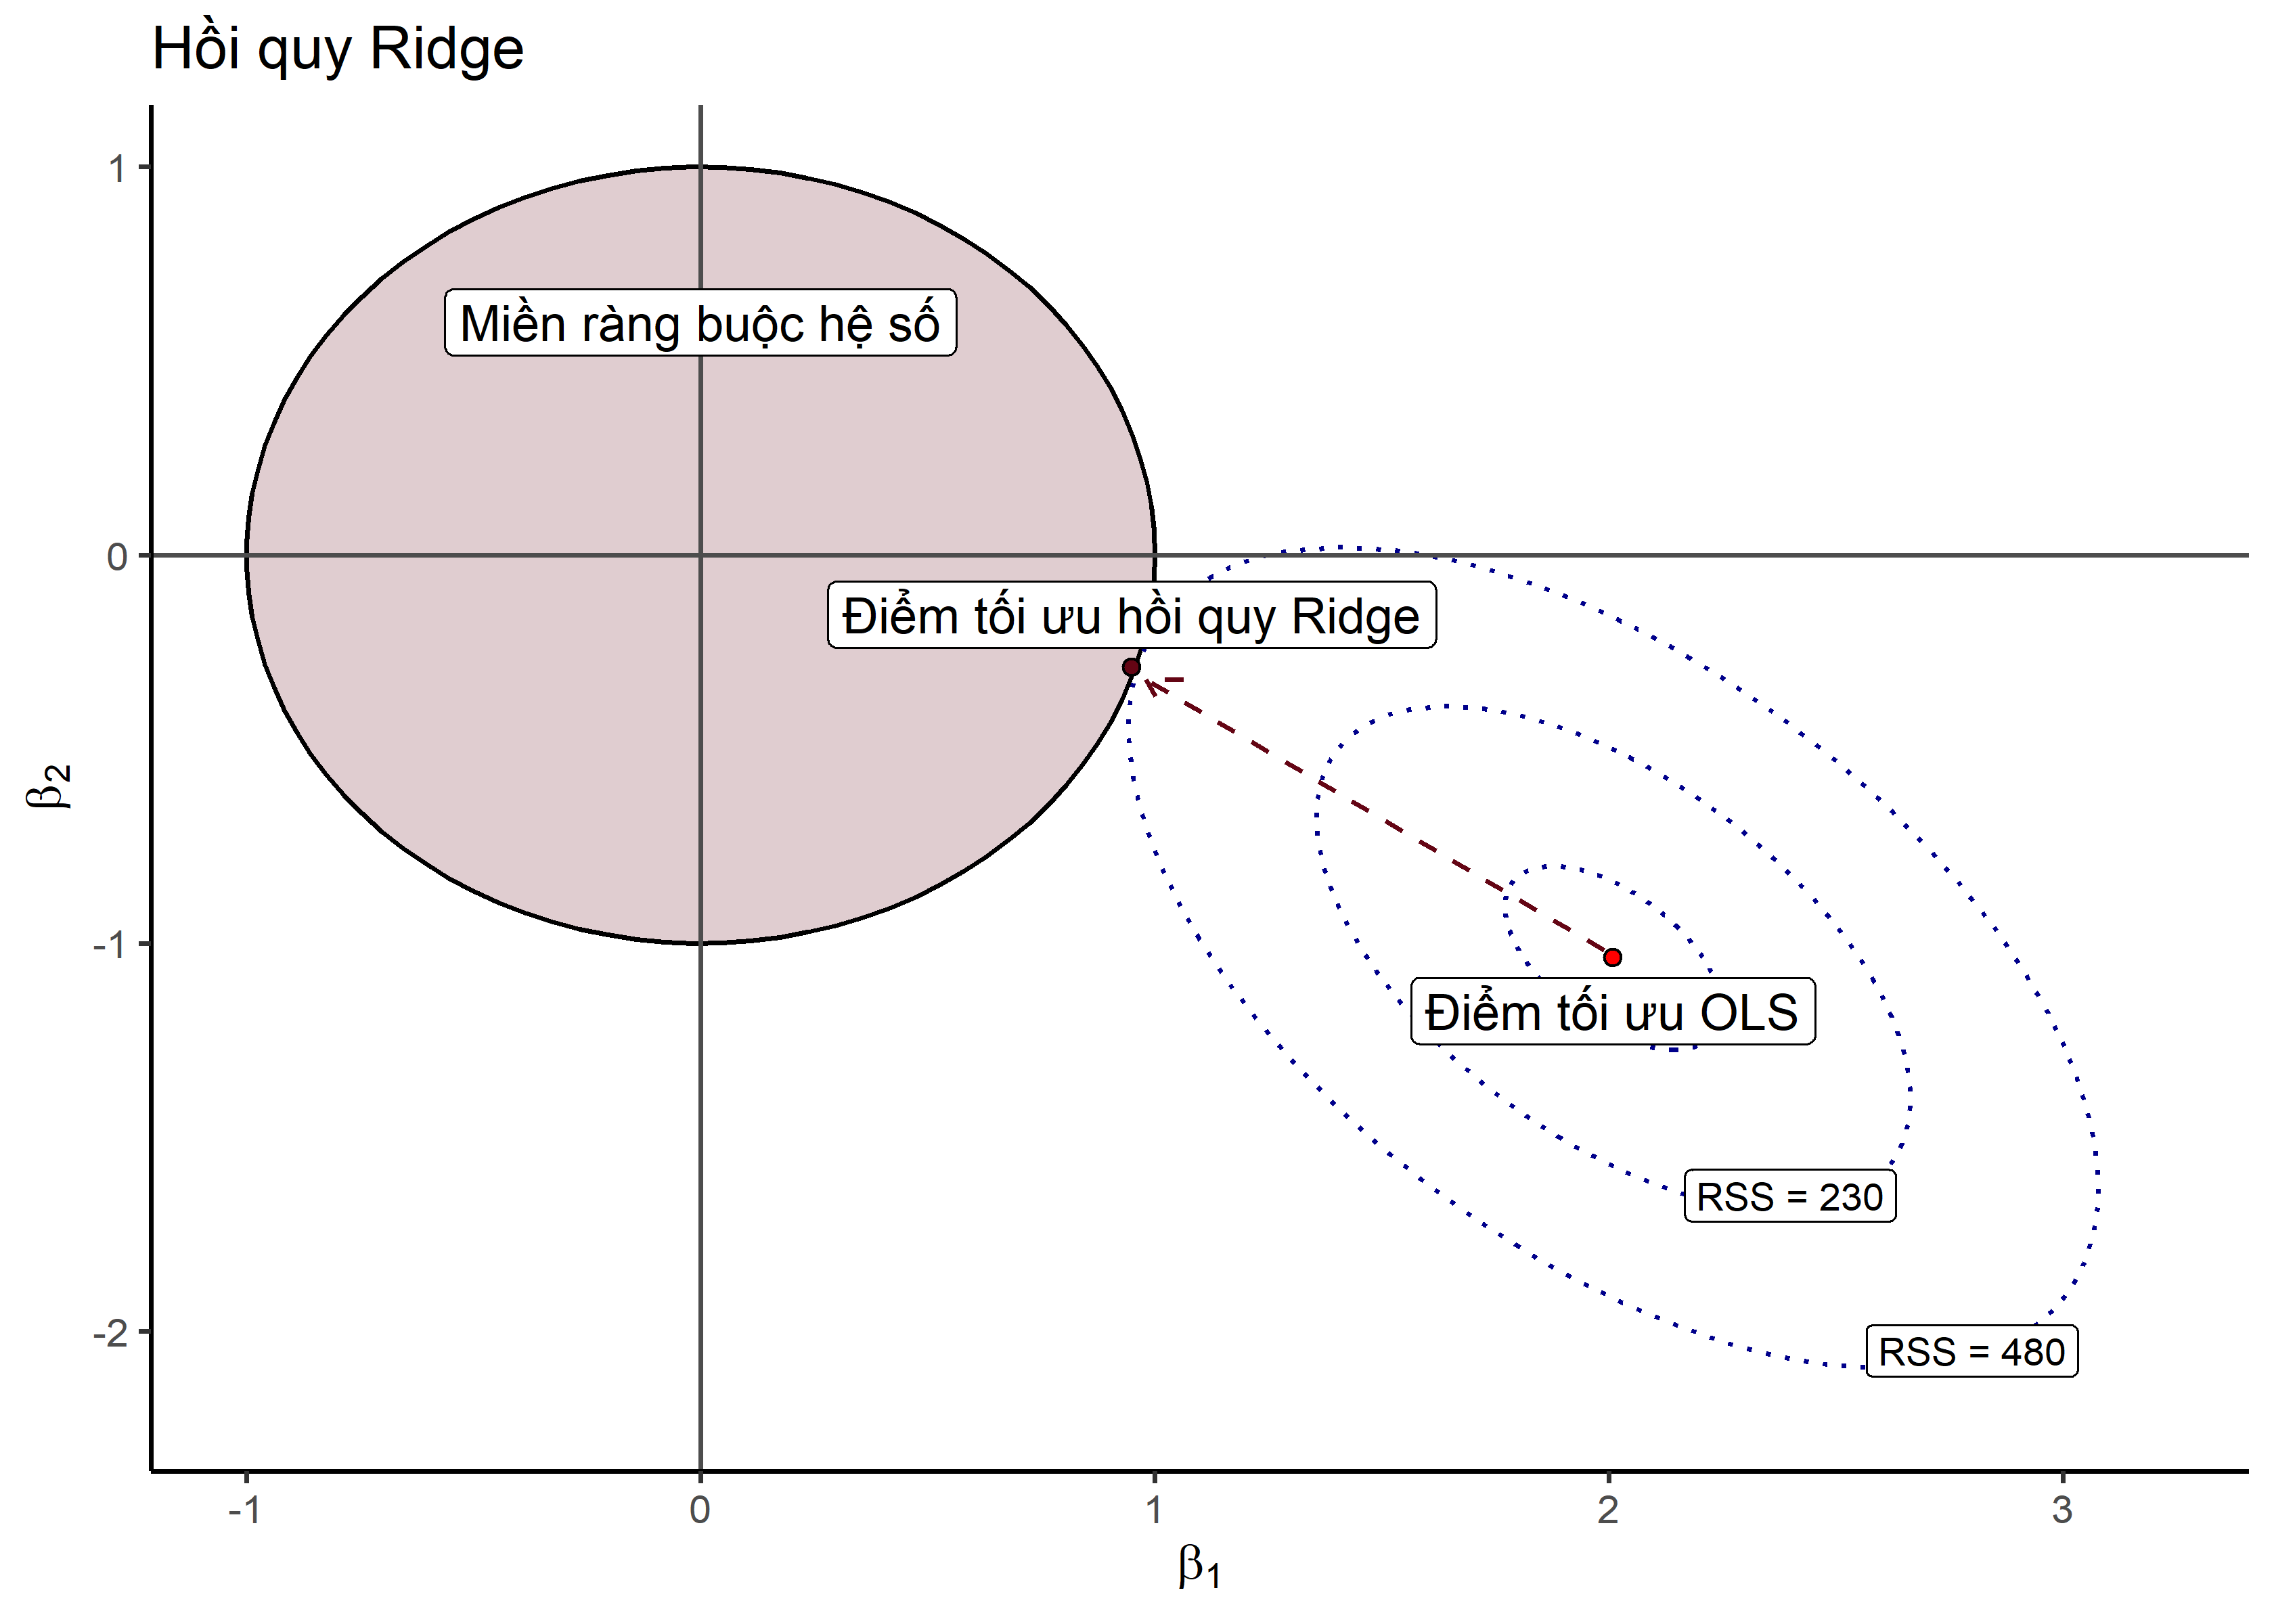 Hồi quy Ridge
1
Miền ràng buộc hệ số
0
Điểm tối ưu hồi quy Ridge
β2
-1
Điểm tối ưu OLS
RSS = 230
-2
RSS = 480
-1 0 1 2 3
β1